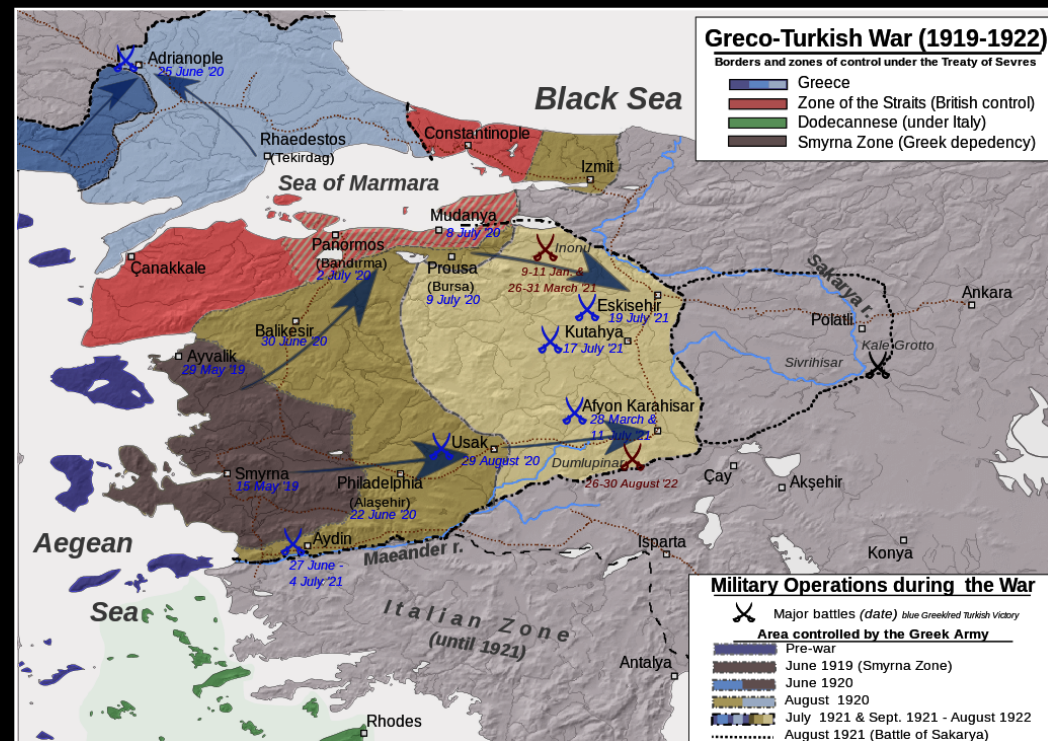 Greco-Turkish War (1919-1922)
Borders and zones of control under the Treaty of Sevres
Greece
Zone of the Straits (British control)
Dodecannese (under Italy)
Smyrna Zone (Greek depedency)
Adrianople
25 June '20
Black Sea
Constantinople
Rhaedestos
(Tekirdag)
Izmit
Sea of Marmara
Mudanya
8 July '20
Panormos
(Bandırma)
2 July '20
Çanakkale
Prousa
(Bursa)
9 July '20
Inonu
9-11 Jan. &
26-31 March '21
Sakarya r.
Eskisehir
19 July '21
Ankara
Polatli
Balikesir
30 June '20
Kutahya
17 July '21
Kale Grotto
Sivrihisar
Ayvalik
29 May '19
Afyon Karahisar
28 March &
11 July '21
Usak
29 August '20
Dumlupinar
26-30 August '22
Smyrna
15 May '19
Philadelphia
(Alaşehir)
22 June '20
Çay
Akşehir
Aegean
Sea
Aydin
27 June -
4 July '21
Maeander r.
Isparta
Konya
Italian Zone
(until 1921)
Antalya
Rhodes
Military Operations during the War
Major battles (date) blue Greek/red Turkish Victory
Area controlled by the Greek Army
Pre-war
June 1919 (Smyrna Zone)
June 1920
August 1920
July 1921 & Sept. 1921 - August 1922
August 1921 (Battle of Sakarya)